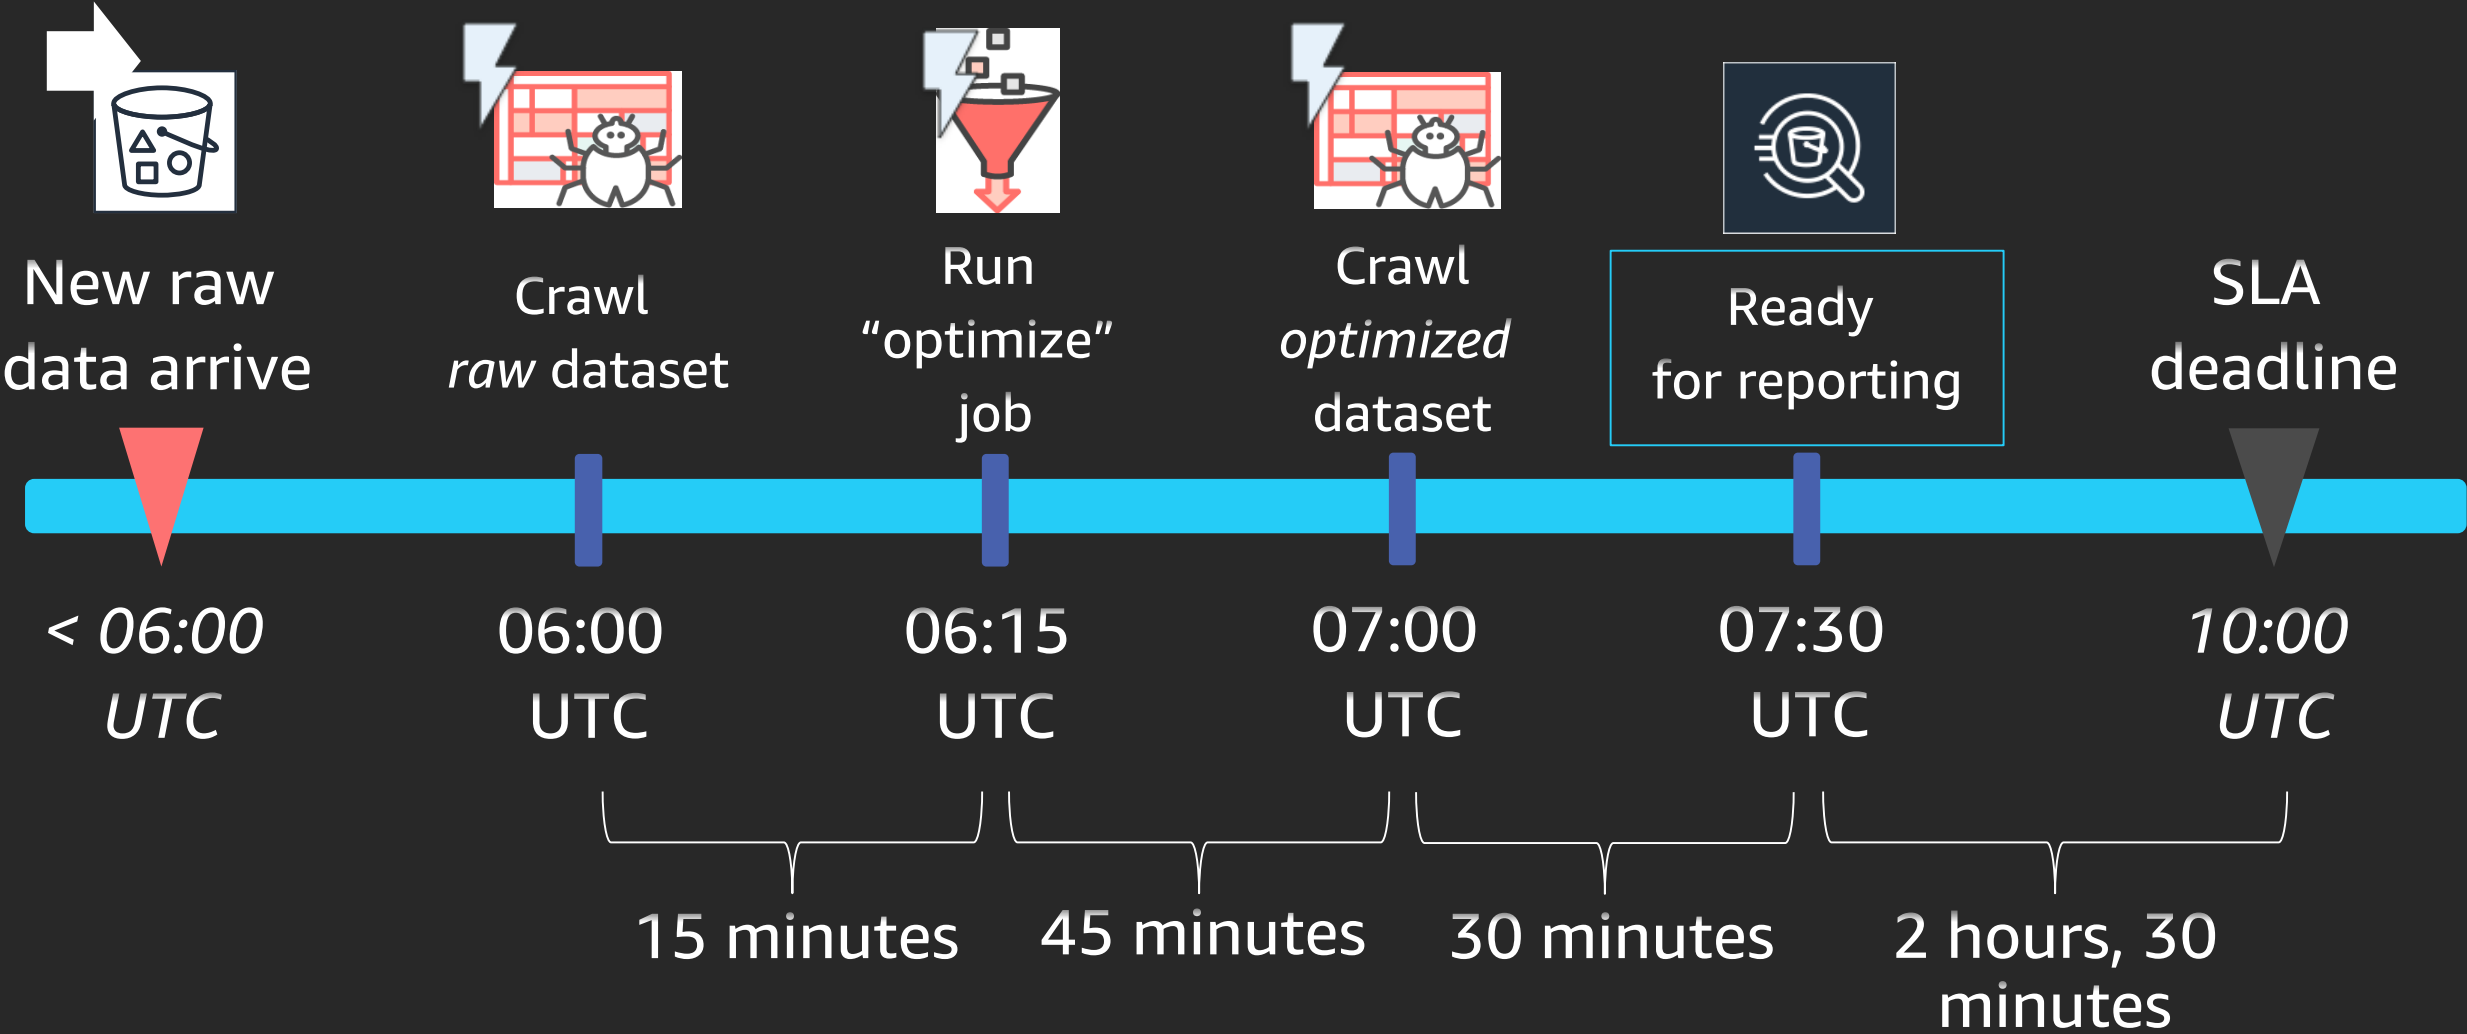 New raw
data arrive
Crawl
raw dataset
Run
“optimize”
job
Crawl
optimized
dataset
Ready
for reporting
SLA
deadline
< 06:00
UTC
06:00
UTC
06:15
UTC
07:00
UTC
07:30
UTC
10:00
UTC
15 minutes
45 minutes
30 minutes
2 hours, 30
minutes